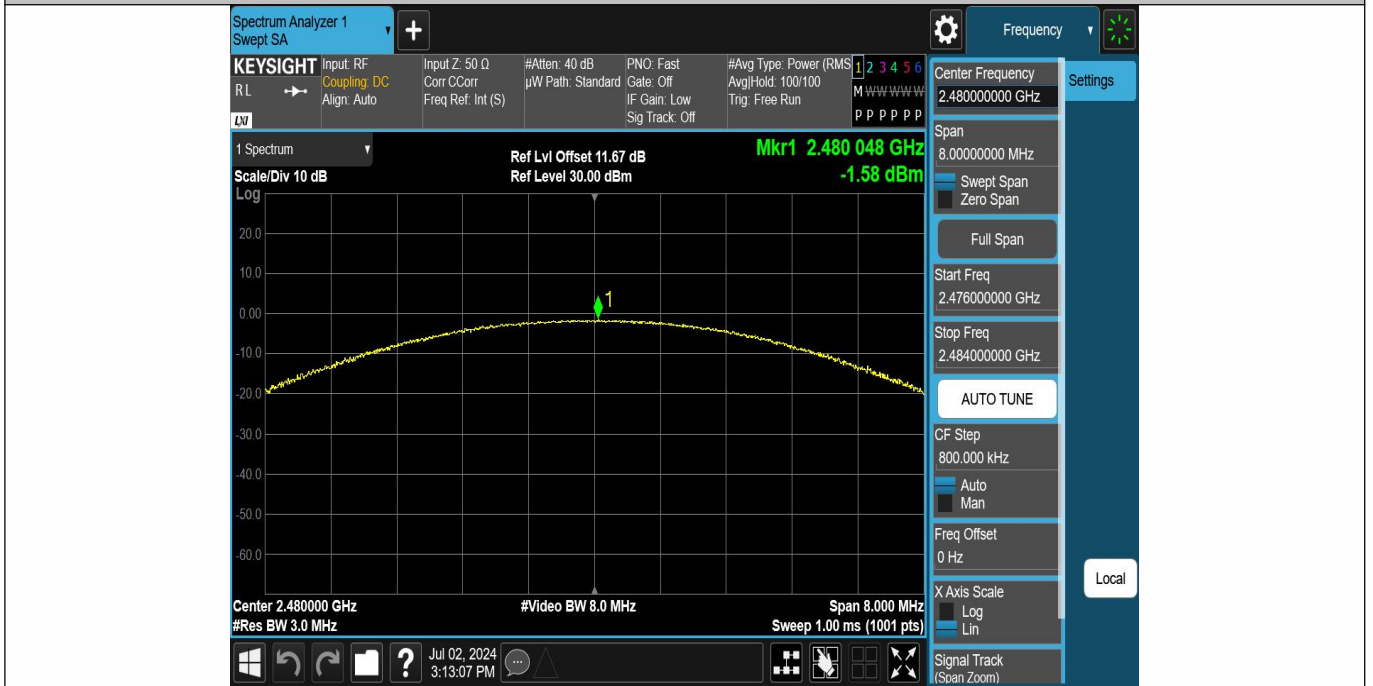 Spectrum Analyzer 1
Swept SA
+
Frequency
KEYSIGHT
RL
LXI
Input: RF
Coupling: DC
Align: Auto
Input Z: 50 Ω
Corr CCorr
Freq Ref: Int (S)
#Atten: 40 dB
µW Path: Standard
PNO: Fast
Gate: Off
IF Gain: Low
Sig Track: Off
#Avg Type: Power (RMS
Avg|Hold: 100/100
Trig: Free Run
1 2 3 4 5 6
M W W W W W
P P P P P P
1 Spectrum
Scale/Div 10 dB
Log
Ref Lvl Offset 11.67 dB
Ref Level 30.00 dBm
Mkr1 2.480 048 GHz
-1.58 dBm
20.0
10.0
0.00
-10.0
-20.0
-30.0
-40.0
-50.0
-60.0
1
Center 2.480000 GHz
#Res BW 3.0 MHz
#Video BW 8.0 MHz
Span 8.000 MHz
Sweep 1.00 ms (1001 pts)
?
Jul 02, 2024
3:13:07 PM
Center Frequency
2.480000000 GHz
Span
8.00000000 MHz
Swept Span
Zero Span
Full Span
Start Freq
2.476000000 GHz
Stop Freq
2.484000000 GHz
AUTO TUNE
CF Step
800.000 kHz
Auto
Man
Freq Offset
0 Hz
X Axis Scale
Log
Lin
Signal Track
(Span Zoom)
Settings
Local